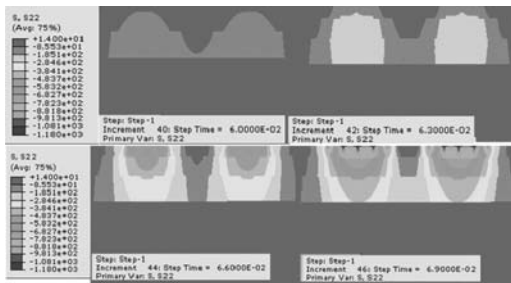 S, S22
(Avg: 75%)
+1.400e+01
-8.553e+01
-1.851e+02
-2.846e+02
-3.841e+02
-4.837e+02
-5.832e+02
-6.827e+02
-7.823e+02
-8.818e+02
-9.813e+02
-1.081e+03
-1.180e+03
Step: Step-1
Increment 40: Step Time = 6.0000E-02
Primary Var: S, S22
Step: Step-1
Increment 42: Step Time = 6.3000E-02
Primary Var: S, S22
S, S22
(Avg: 75%)
+1.400e+01
-8.553e+01
-1.851e+02
-2.846e+02
-3.841e+02
-4.837e+02
-5.832e+02
-6.827e+02
-7.823e+02
-8.818e+02
-9.813e+02
-1.081e+03
-1.180e+03
Step: Step-1
Increment 44: Step Time = 6.6000E-02
Primary Var: S, S22
Step: Step-1
Increment 46: Step Time = 6.9000E-02
Primary Var: S, S22